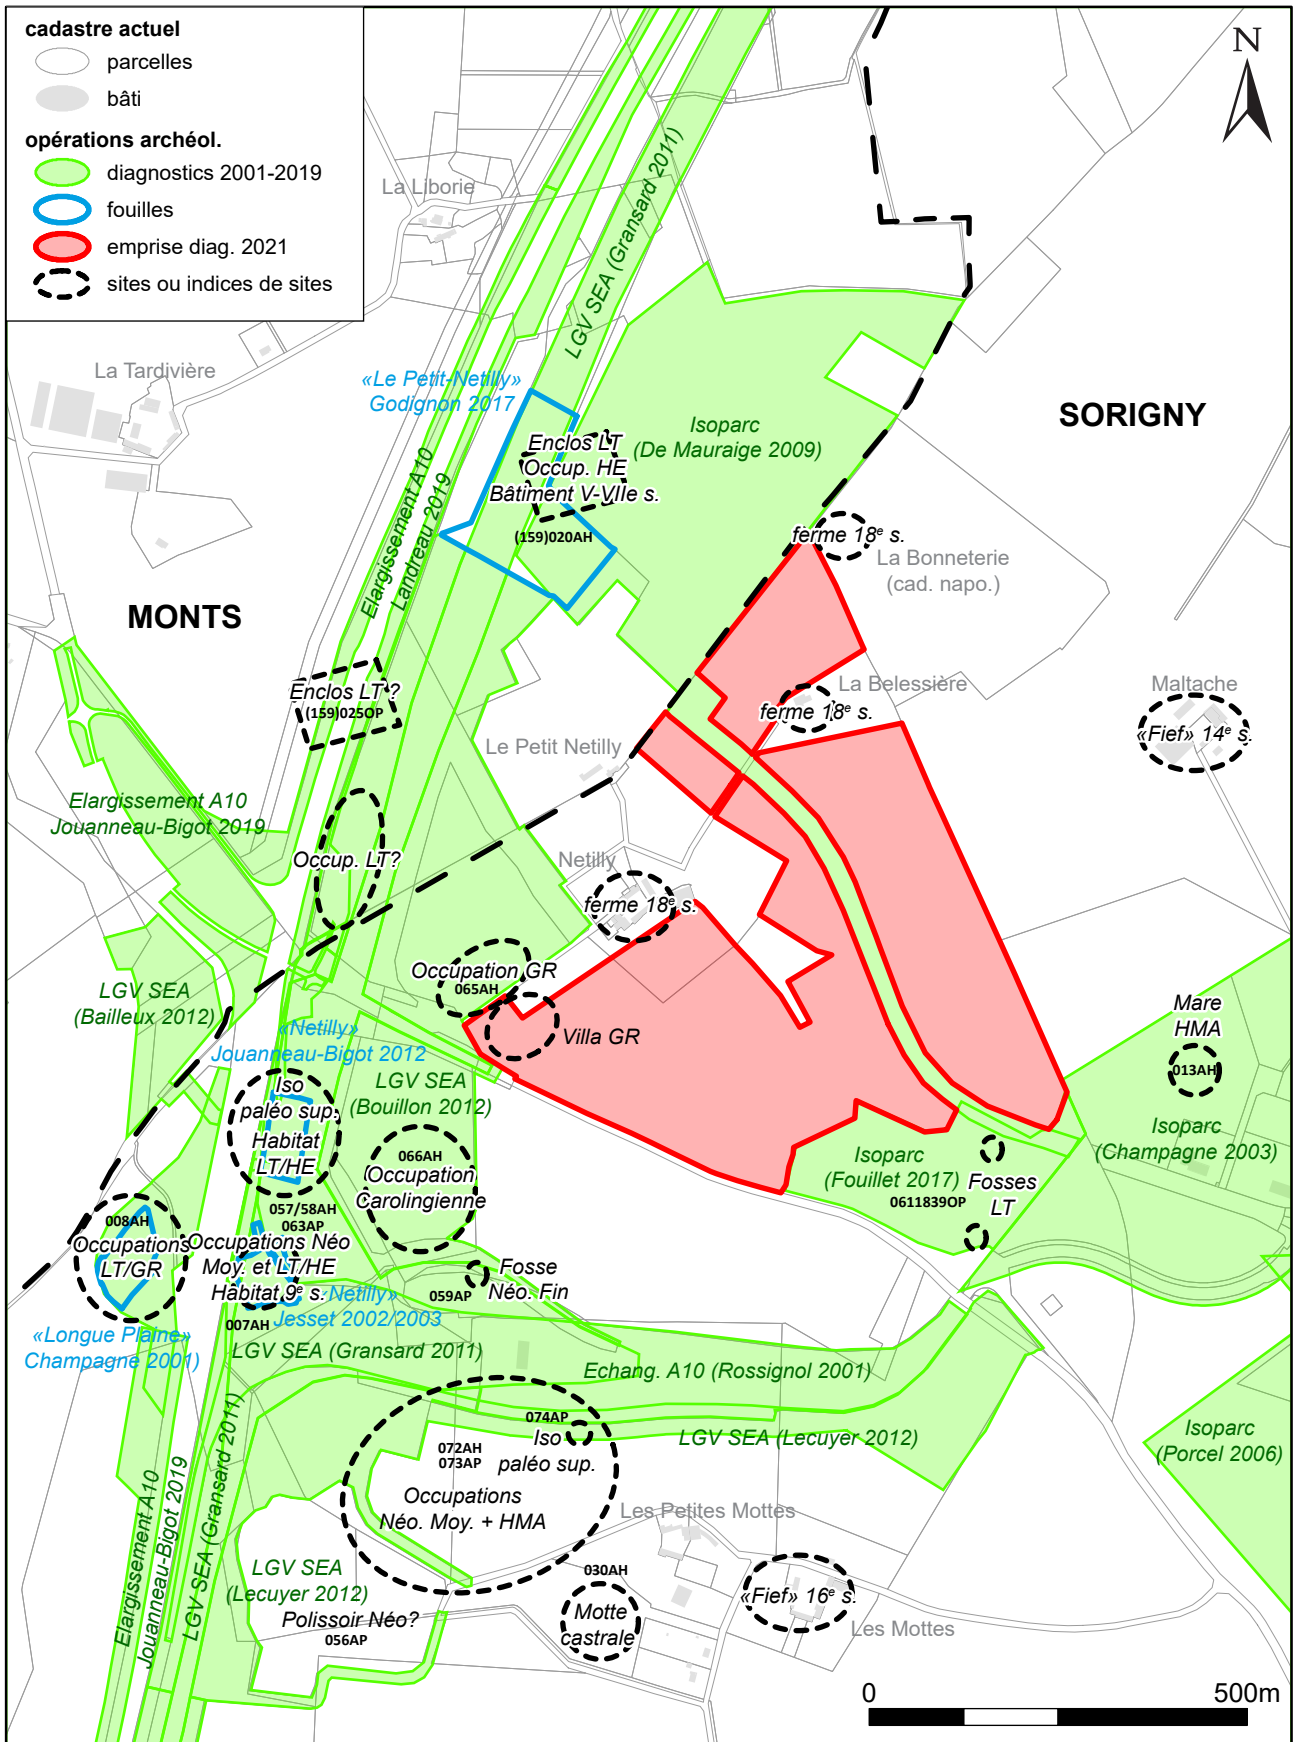 cadastre actuel
parcelles
bâti
opérations archéol.
diagnostics 2001-2019
fouilles
emprise diag. 2021
sites ou indices de sites
N
La Liborie
LGV SEA (Gransard 2011)
La Tardivière
«Le Petit-Netilly»
Godignon 2017
SORIGNY
Isoparc
(De Mauraige 2009)
Enclos LT
Occup. HE
Bâtiment V-VIIe s.
(159)020AH
Elargissement A10
Landreau 2019
ferme 18e s.
La Bonneterie
(cad. napo.)
MONTS
Enclos LT ?
(159)025OP
La Belessière
ferme 18e s.
Maltache
«Fief» 14e s.
Le Petit Netilly
Elargissement A10
Jouanneau-Bigot 2019
Occup. LT?
Netilly
ferme 18e s.
Occupation GR
065AH
LGV SEA
(Bailleux 2012)
Villa GR
Mare
HMA
013AH
«Netilly»
Jouanneau-Bigot 2012
Iso
paléo sup.
Habitat
LT/HE
LGV SEA
(Bouillon 2012)
Isoparc
(Champagne 2003)
Isoparc
(Fouillet 2017)
0611839OP
Fosses
LT
066AH
Occupation
Carolingienne
057/58AH
063AP
008AH
Occupations
LT/GR
Occupations Néo
Moy. et LT/HE
Habitat 9e s.
«Netilly»
Jesset 2002/2003
007AH
Fosse
Néo. Fin
059AP
«Longue Plaine»
Champagne 2001)
LGV SEA (Gransard 2011)
Echang. A10 (Rossignol 2001)
074AP
Iso
paléo sup.
LGV SEA (Lecuyer 2012)
072AH
073AP
Occupations
Néo. Moy. + HMA
Isoparc
(Porcel 2006)
Elargissement A10
Jouanneau-Bigot 2019
LGV SEA (Gransard 2011)
Les Petites Mottes
LGV SEA
(Lecuyer 2012)
Polissoir Néo?
056AP
030AH
Motte
castrale
«Fief» 16e s.
Les Mottes
0
500m